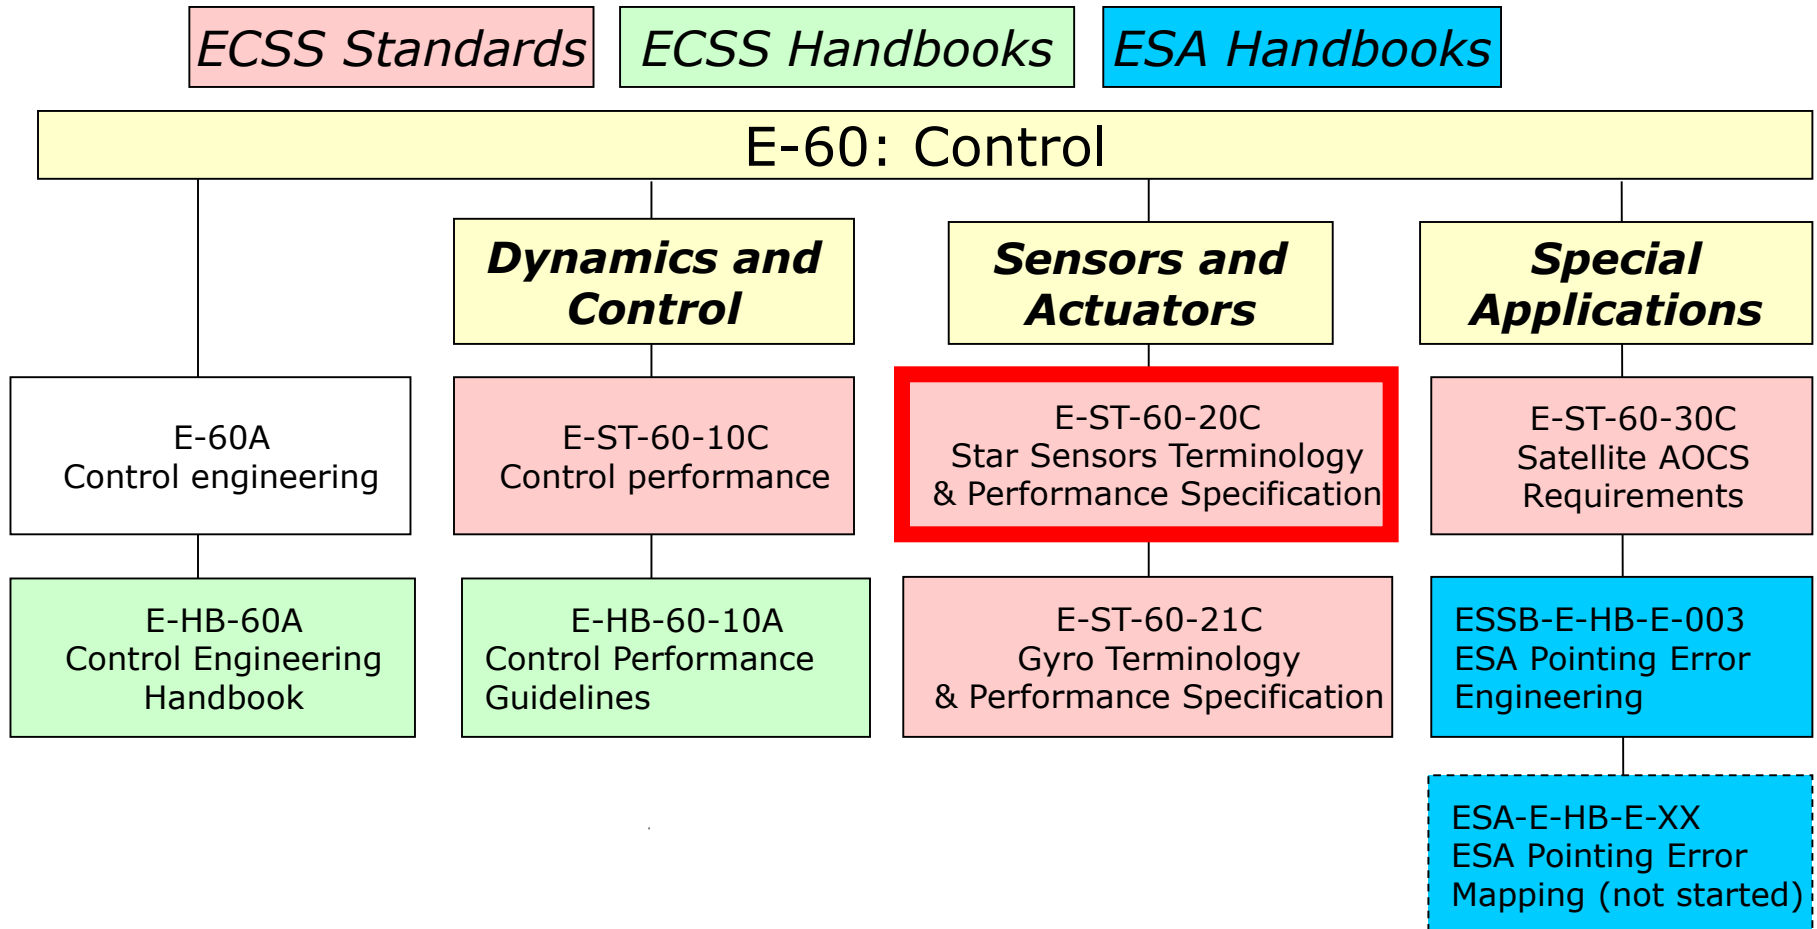 ECSS Standards
ECSS Handbooks
ESA Handbooks
E-60: Control
Dynamics and
Control
Sensors and
Actuators
Special
Applications
E-60A
Control engineering
E-ST-60-10C
Control performance
E-ST-60-20C
Star Sensors Terminology
& Performance Specification
E-ST-60-30C
Satellite AOCS
Requirements
E-HB-60A
Control Engineering
Handbook
E-HB-60-10A
Control Performance
Guidelines
E-ST-60-21C
Gyro Terminology
& Performance Specification
ESSB-E-HB-E-003
ESA Pointing Error
Engineering
ESA-E-HB-E-XX
ESA Pointing Error
Mapping (not started)